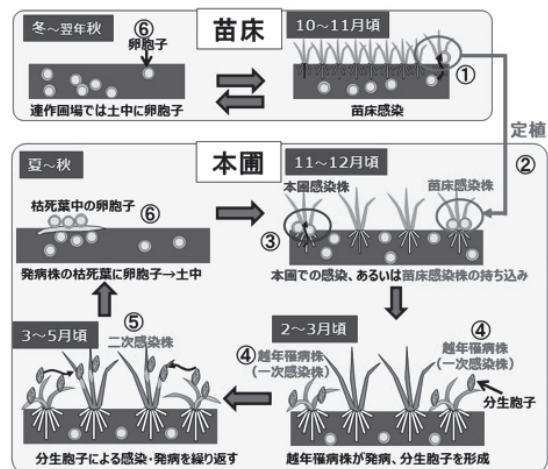 冬～翌年秋
⑥
卵胞子
苗床
10～11月頃
①
連作圃場では土中に卵胞子
苗床感染
定植
②
夏～秋
本圃
11～12月頃
枯死葉中の卵胞子
⑥
本圃感染株
苗床感染株
③
発病株の枯死葉に卵胞子→土中
本圃での感染、あるいは苗床感染株の持ち込み
3～5月頃
⑤
二次感染株
2～3月頃
④
越年罹病株
(一次感染株)
④
越年罹病株
(一次感染株)
分生胞子
分生胞子による感染・発病を繰り返す
越年罹病株が発病、分生胞子を形成